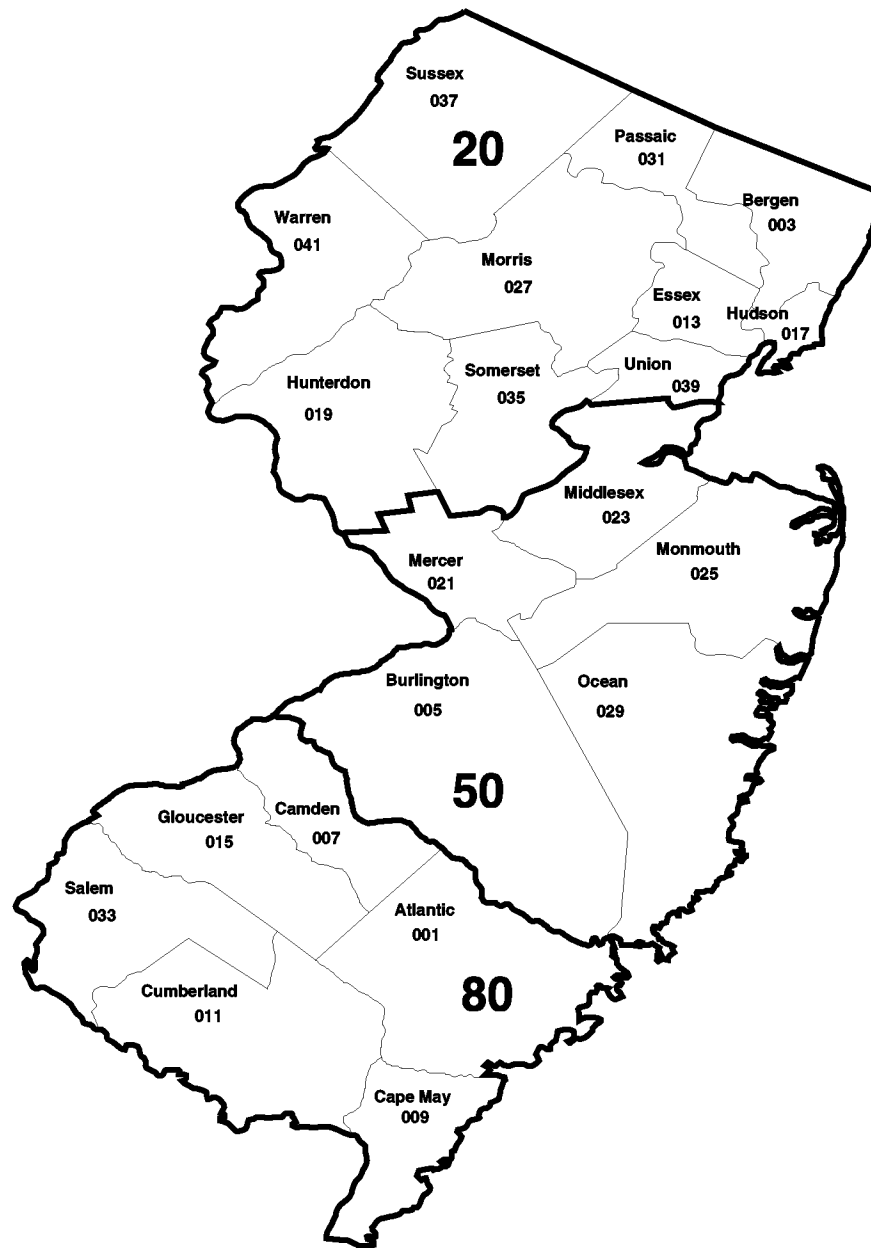 Sussex
037
20
Passaic
031
Bergen
003
Warren
041
Morris
027
Essex
013
Hudson
017
Hunterdon
019
Somerset
035
Union
039
Middlesex
023
Mercer
021
Monmouth
025
Burlington
005
Ocean
029
50
Gloucester
015
Camden
007
Salem
033
Atlantic
001
Cumberland
011
80
Cape May
009